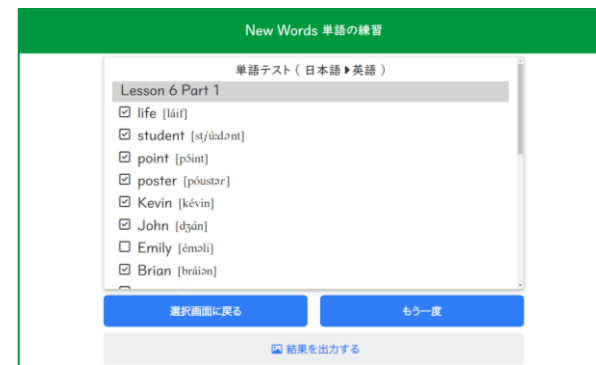 New Words 単語の練習
単語テスト ( 日本語▶英語 )
Lesson 6 Part 1
life [láif]
student [stjúːdənt]
point [pɔ́int]
poster [póustər]
Kevin [kévin]
John [dʒán]
Emily [éməli]
Brian [bráiən]
選択画面に戻る
もう一度
結果を出力する